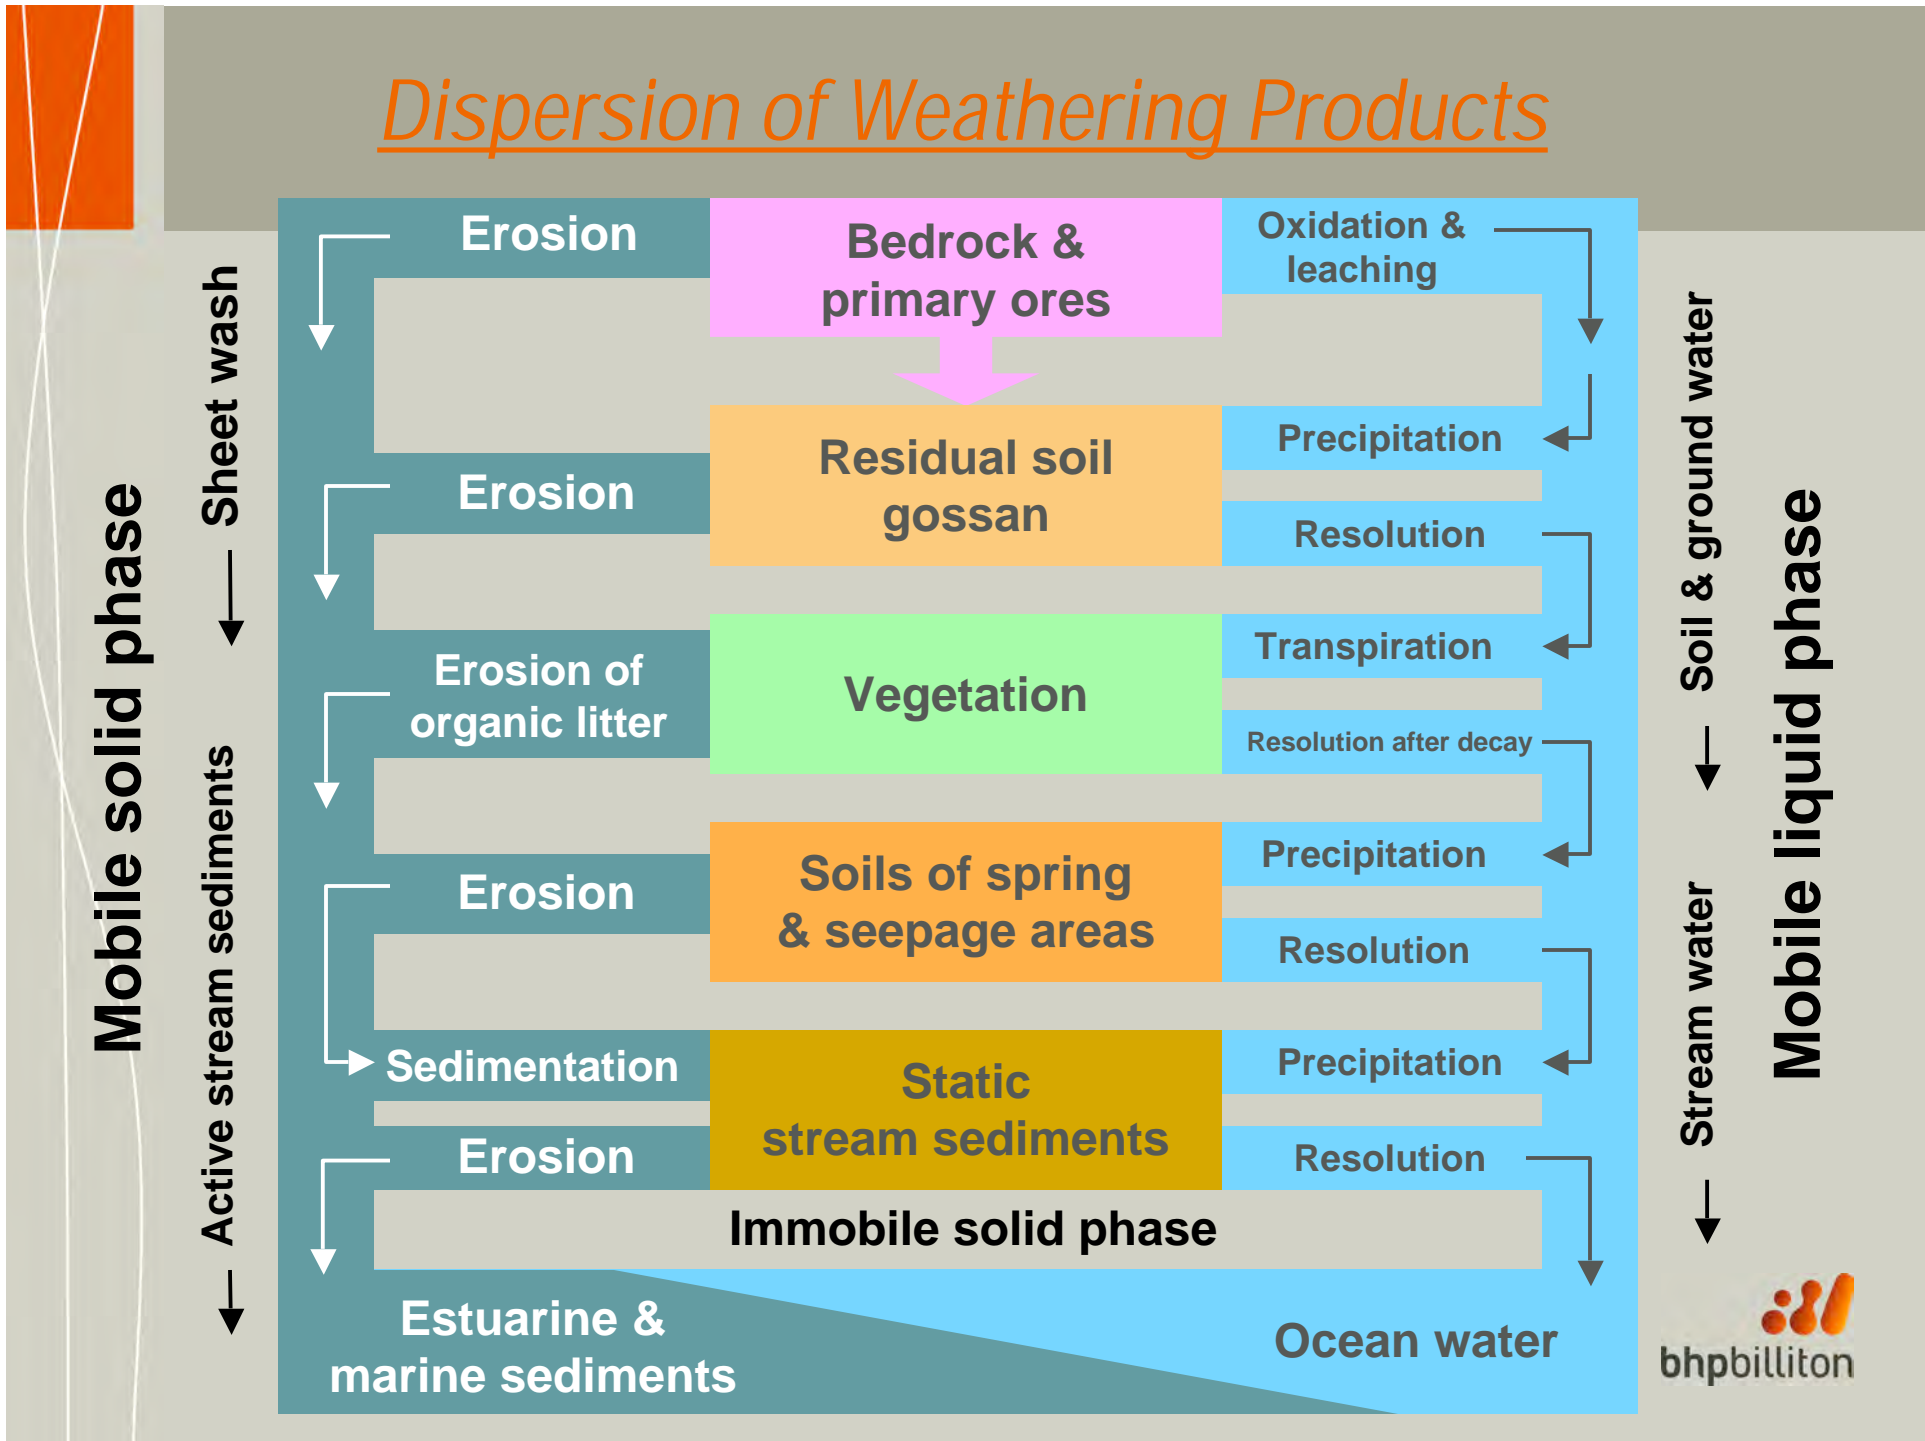 Dispersion of Weathering Products
Erosion
Bedrock &
primary ores
Oxidation &
leaching
Precipitation
Erosion
Residual soil
gossan
Resolution
Transpiration
Erosion of
organic litter
Vegetation
Resolution after decay
Precipitation
Erosion
Soils of spring
& seepage areas
Resolution
Sedimentation
Static
stream sediments
Precipitation
Erosion
Resolution
Immobile solid phase
Estuarine &
marine sediments
Ocean water
Mobile solid phase
Sheet wash
Active stream sediments
Soil & ground water
Stream water
Mobile liquid phase
bhpbilliton